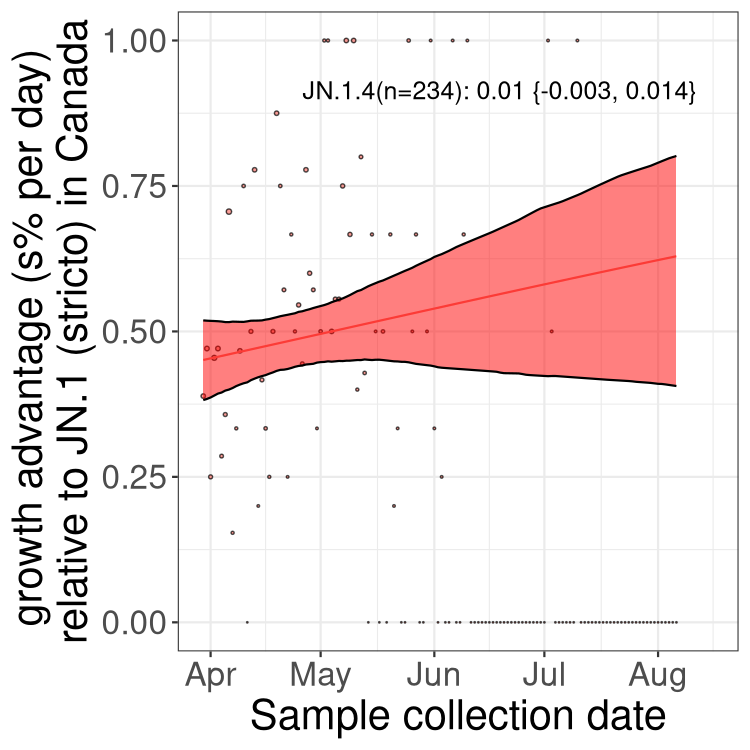 growth advantage (s% per day)
relative to JN.1 (stricto) in Canada
1.00
0.75
0.50
0.25
0.00
JN.1.4(n=234): 0.01 {-0.003, 0.014}
Apr May Jun Jul Aug
Sample collection date